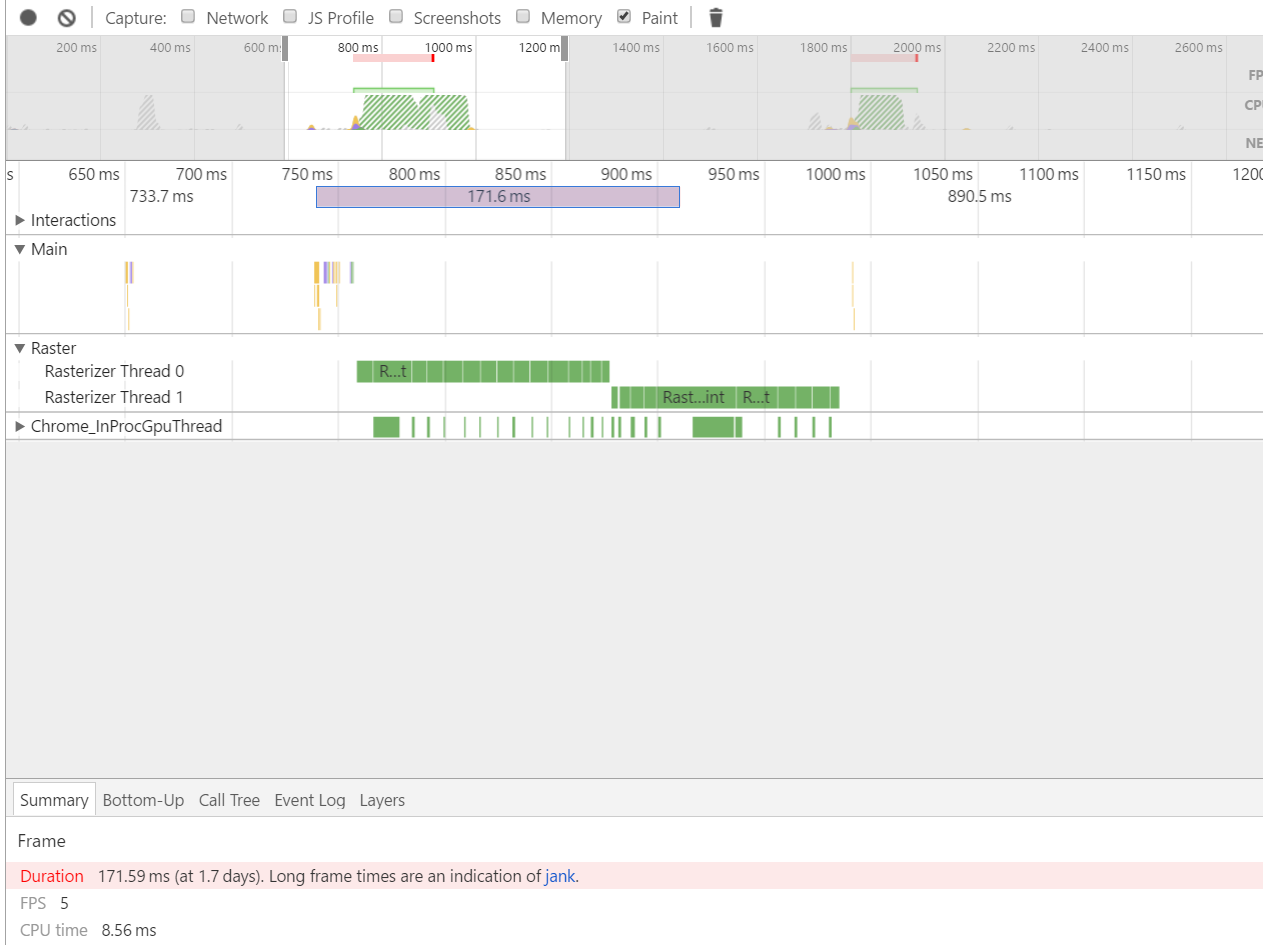 Capture: Network JS Profile Screenshots Memory Paint
200 ms 400 ms 600 ms 800 ms 1000 ms 1200 m 1400 ms 1600 ms 1800 ms 2000 ms 2200 ms 2400 ms 2600 ms
FP
CPU
NE
s 650 ms 700 ms 750 ms 800 ms 850 ms 900 ms 950 ms 1000 ms 1050 ms 1100 ms 1150 ms 1200
733.7 ms 171.6 ms 890.5 ms
Interactions
Main
Raster
Rasterizer Thread 0 R...t
Rasterizer Thread 1 Rast...int R...t
Chrome_InProcGpuThread
Summary Bottom-Up Call Tree Event Log Layers
Frame
Duration 171.59 ms (at 1.7 days). Long frame times are an indication of jank.
FPS 5
CPU time 8.56 ms